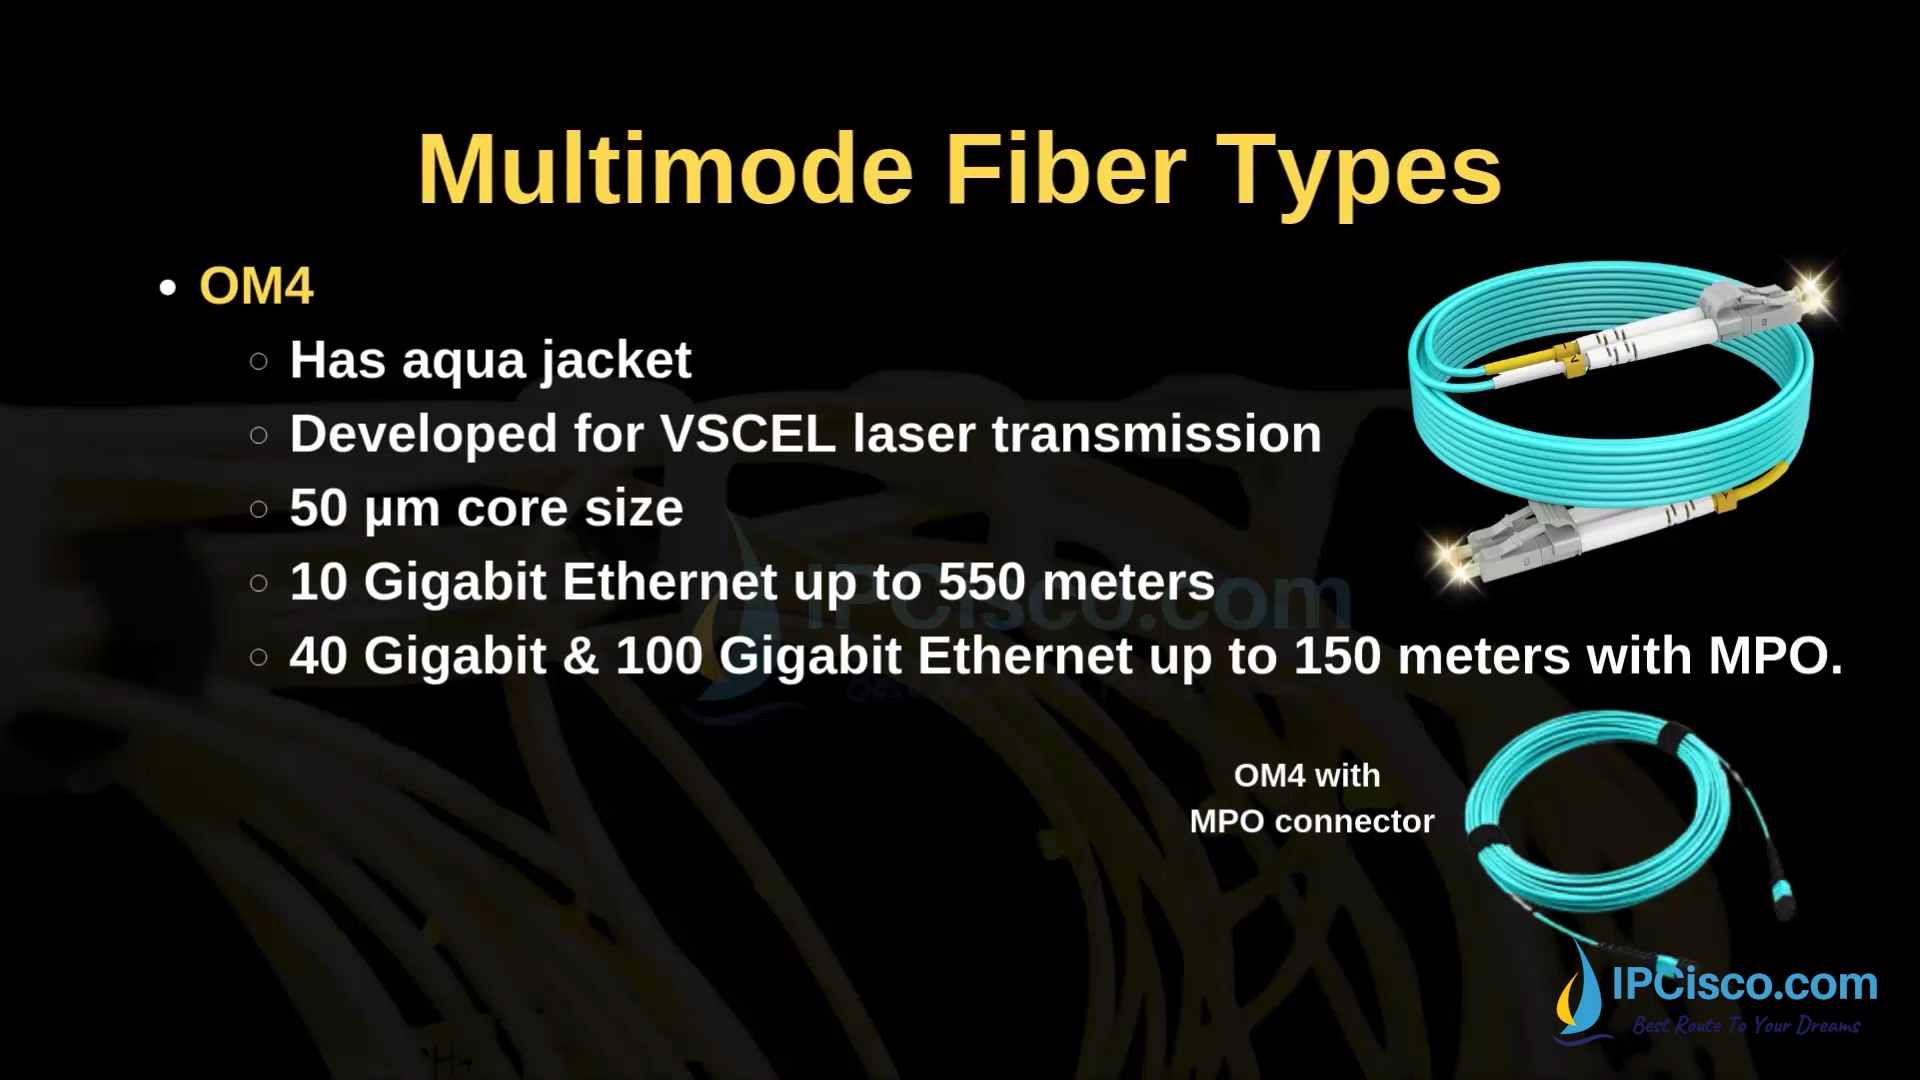 Multimode Fiber Types
OM4
Has aqua jacket
Developed for VSCEL laser transmission
50 µm core size
10 Gigabit Ethernet up to 550 meters
40 Gigabit & 100 Gigabit Ethernet up to 150 meters with MPO.
OM4 with
MPO connector
IPCisco.com
IPCisco.com
Best Route To Your Dreams